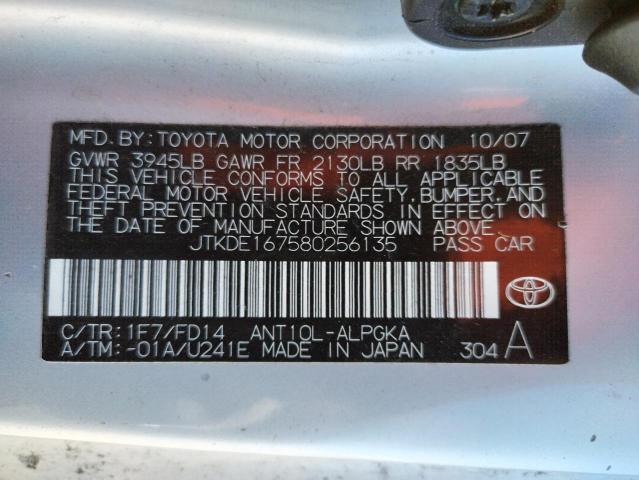 MFD.BY:TOYOTA MOTOR CORPORATION 10/07
GVWR 3945LB GAWR FR 2130LB RR 1835LB
THIS VEHICLE CONFORMS TO ALL APPLICABLE
FEDERAL MOTOR VEHICLE SAFETY,BUMPER,AND
THEFT PREVENTION STANDARDS IN EFFECT ON
THE DATE OF MANUFACTURE SHOWN ABOVE.
JTKDE167580256135 PASS CAR
C/TR:1F7/FD14 ANT10L-ALPGKA
A/TM:-01A/U241E MADE IN JAPAN 304 A